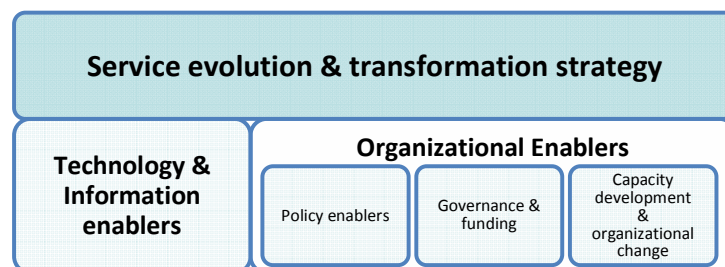 Service evolution & transformation strategy
Technology &
Information
enablers
Organizational Enablers
Policy enablers
Governance &
funding
Capacity
development
&
organizational
change